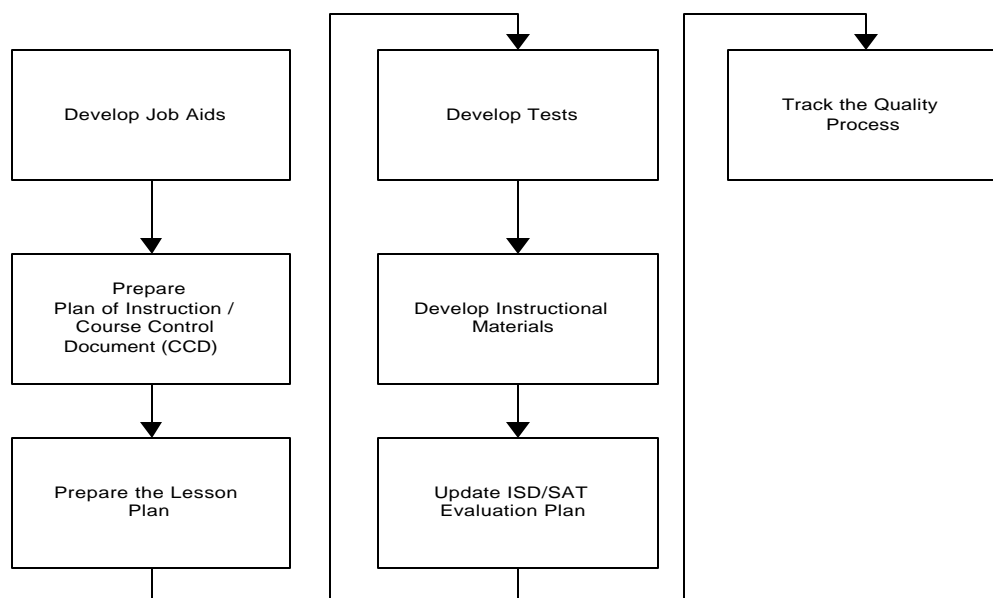 Develop Job Aids
Prepare
Plan of Instruction /
Course Control
Document (CCD)
Prepare the Lesson
Plan
Develop Tests
Develop Instructional
Materials
Update ISD/SAT
Evaluation Plan
Track the Quality
Process